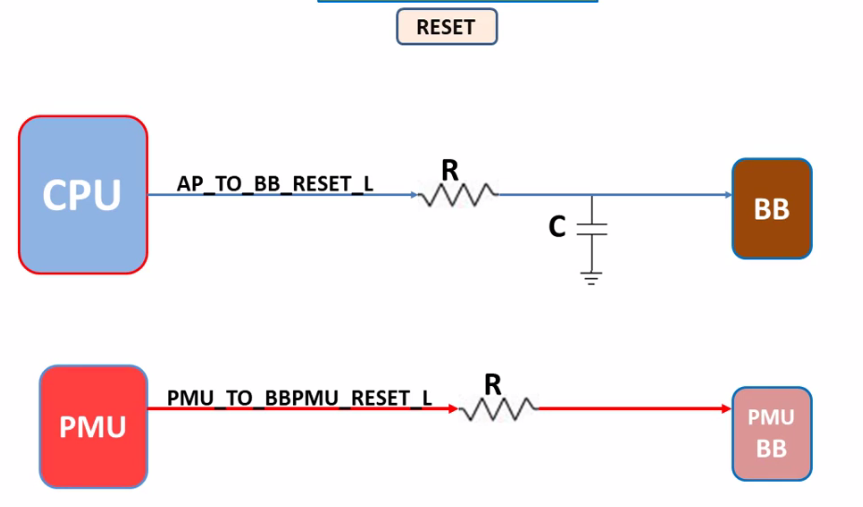 RESET
CPU
AP_TO_BB_RESET_L
R
C
BB
PMU
PMU_TO_BBPMU_RESET_L
R
PMU
BB